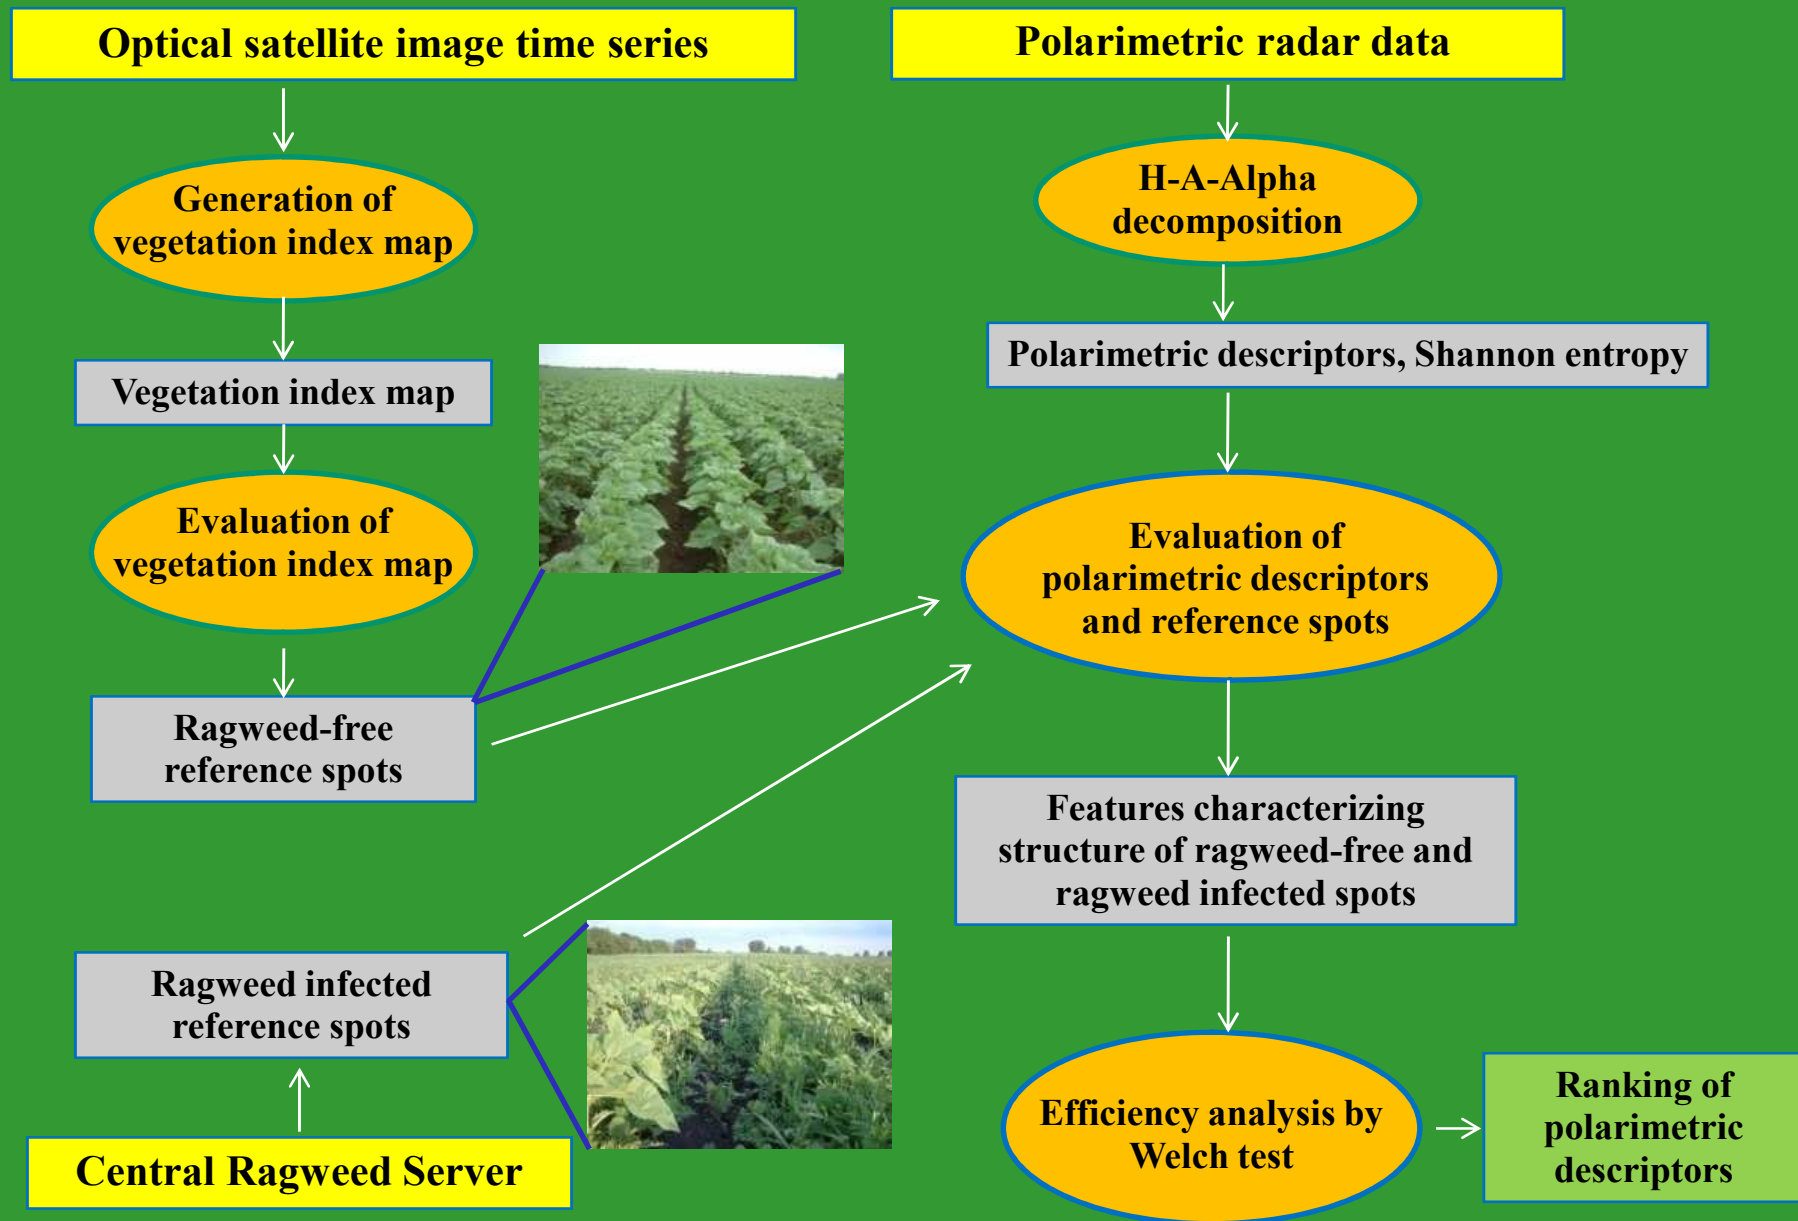 Optical satellite image time series
Polarimetric radar data
Generation of
vegetation index map
H-A-Alpha
decomposition
Vegetation index map
Polarimetric descriptors, Shannon entropy
Evaluation of
vegetation index map
Evaluation of
polarimetric descriptors
and reference spots
Ragweed-free
reference spots
Features characterizing
structure of ragweed-free and
ragweed infected spots
Ragweed infected
reference spots
Central Ragweed Server
Efficiency analysis by
Welch test
Ranking of
polarimetric
descriptors